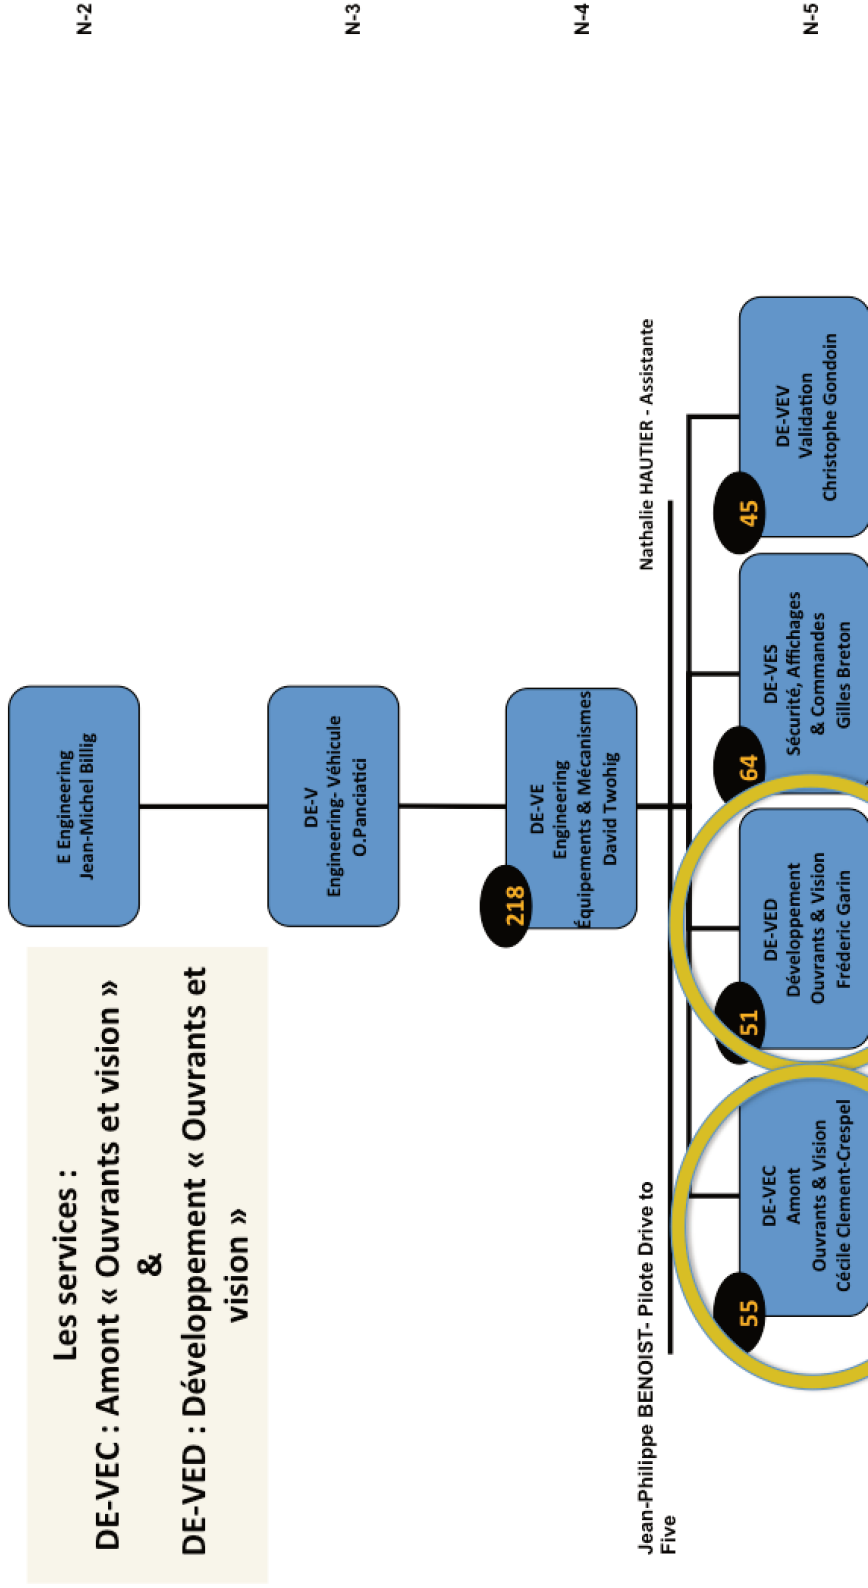 Les services :
DE-VEC : Amont « Ouvrants et vision »
&
DE-VED : Développement « Ouvrants et
vision »
E Engineering
Jean-Michel Billig
N-2
DE-V
Engineering- Véhicule
O.Panciatici
N-3
218
DE-VE
Engineering
Équipements & Mécanismes
David Twohig
N-4
Jean-Philippe BENOIST- Pilote Drive to
Five
Nathalie HAUTIER - Assistante
55
DE-VEC
Amont
Ouvrants & Vision
Cécile Clement-Crespel
51
DE-VED
Développement
Ouvrants & Vision
Fréderic Garin
64
DE-VES
Sécurité, Affichages
& Commandes
Gilles Breton
45
DE-VEV
Validation
Christophe Gondoin
N-5